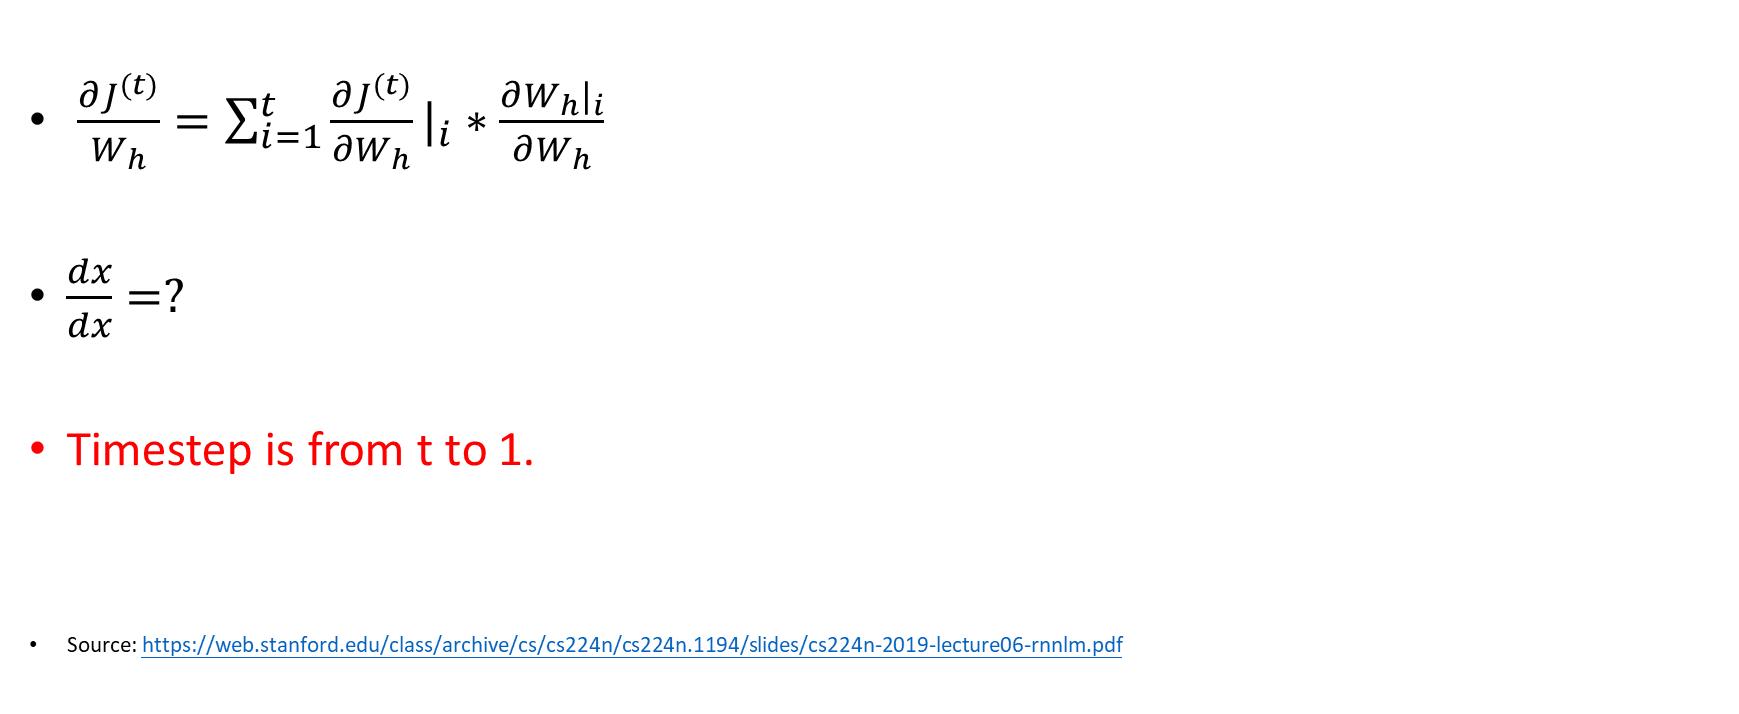 • ∂J^(t)/W_h = ∑_{i=1}^{t} ∂J^(t)/∂W_h |_i * ∂W_h|_i/∂W_h
• dx/dx =?
• Timestep is from t to 1.
• Source: https://web.stanford.edu/class/archive/cs/cs224n/cs224n.1194/slides/cs224n-2019-lecture06-rnnlm.pdf